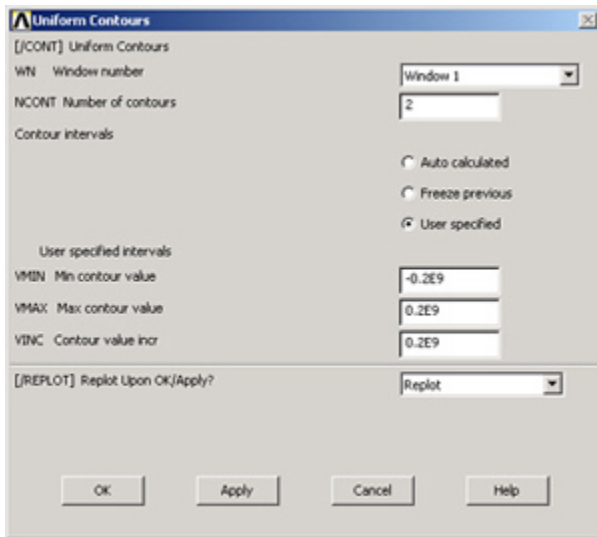 Uniform Contours
[/CONT] Uniform Contours
WN Window number Window 1
NCONT Number of contours 2
Contour intervals
Auto calculated
Freeze previous
User specified
User specified intervals
VMIN Min contour value -0.2E9
VMAX Max contour value 0.2E9
VINC Contour value incr 0.2E9
[/REPLOT] Replot Upon OK/Apply? Replot
OK Apply Cancel Help